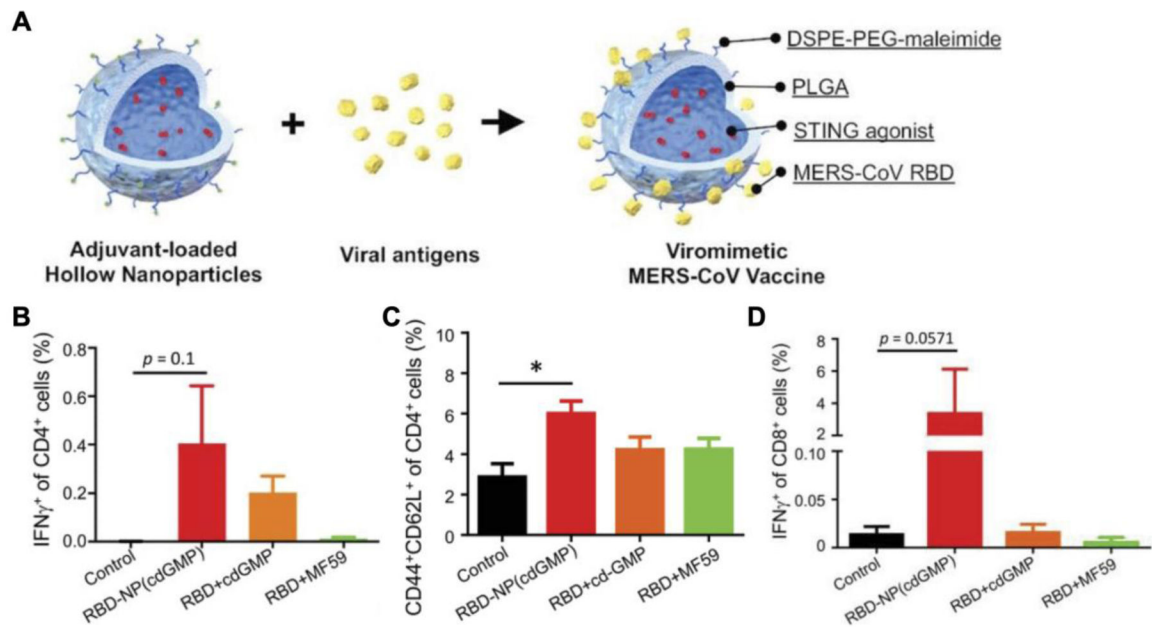 A
DSPE-PEG-maleimide
PLGA
STING agonist
MERS-CoV RBD
+
Adjuvant-loaded
Hollow Nanoparticles
Viral antigens
Viromimetic
MERS-CoV Vaccine
B
IFNγ⁺ of CD4⁺ cells (%)
0.8
0.6
0.4
0.2
0.0
p = 0.1
Control
RBD-NP(cdGMP)
RBD+cdGMP
RBD+MF59
C
CD44⁺CD62L⁺ of CD4⁺ cells (%)
10
8
6
4
2
0
*
Control
RBD-NP(cdGMP)
RBD+cd-GMP
RBD+MF59
D
IFNγ⁺ of CD8⁺ cells (%)
8
6
4
2
0.10
0.05
0
p = 0.0571
Control
RBD-NP(cdGMP)
RBD+cdGMP
RBD+MF59